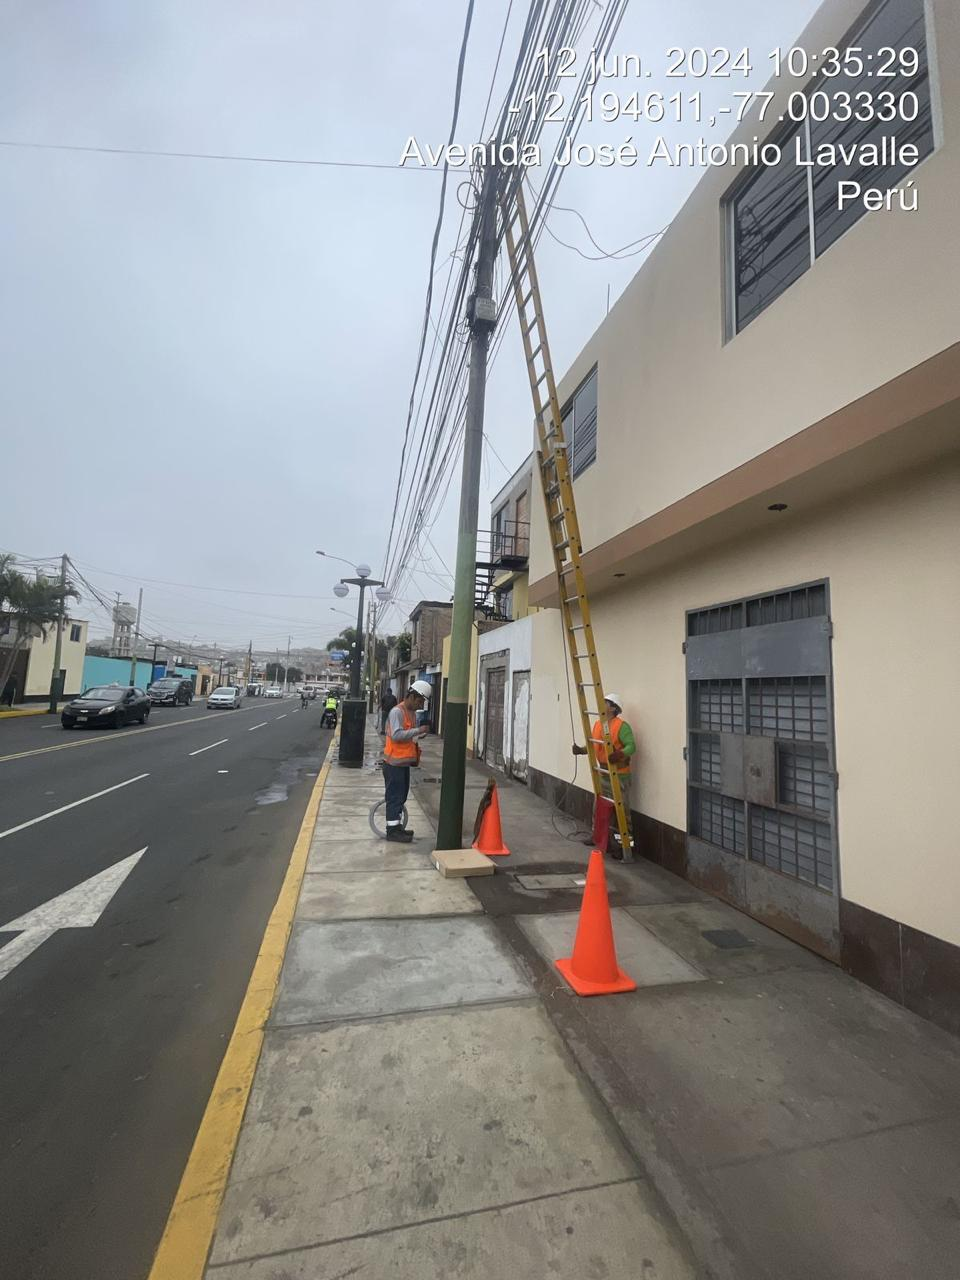 12 jun. 2024 10:35:29
-12.194611,-77.003330
Avenida José Antonio Lavalle
Perú